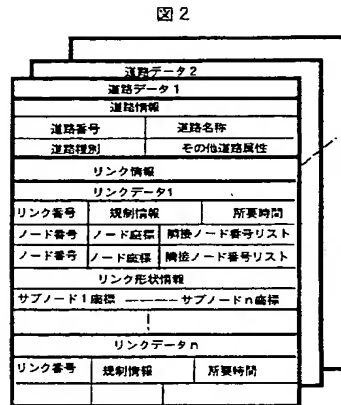 図2
道路データ2
道路データ1
道路情報
道路番号 道路名称
道路種別 その他道路属性
リンク情報
リンクデータ1
リンク番号 規制情報 所要時間
ノード番号 ノード座標 隣接ノード番号リスト
ノード番号 ノード座標 隣接ノード番号リスト
リンク形状情報
サブノード1座標 ――――― サブノードn座標
リンクデータn
リンク番号 規制情報 所要時間